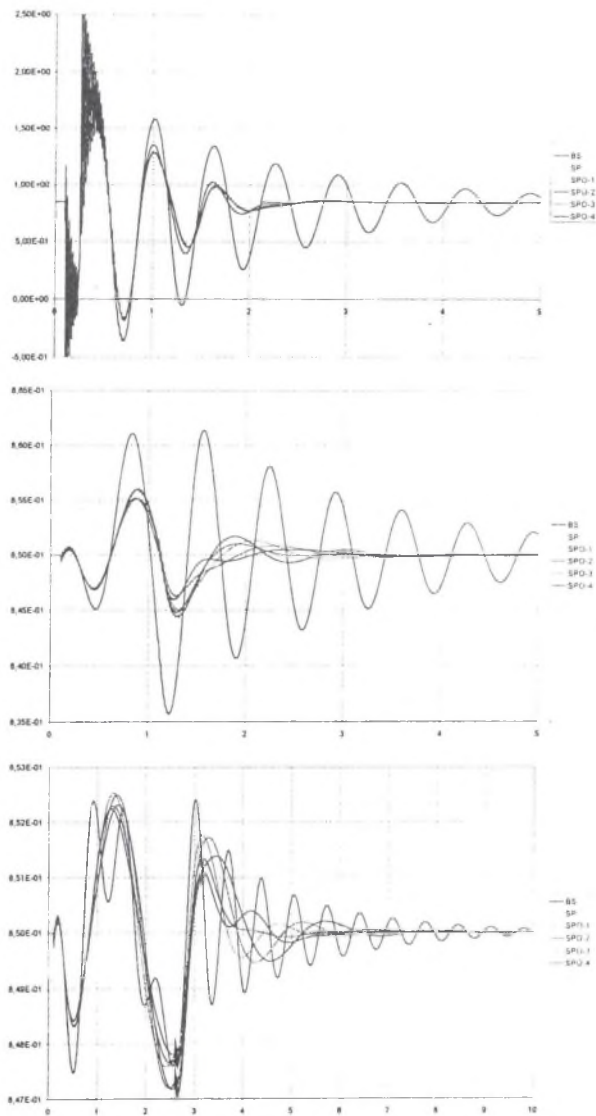 2,50E+00
2,00E+00
1,50E+00
1,00E+00
5,00E-01
0,00E+00
-5,00E-01
0 1 2 3 4 5
BS
SP
SPO-1
SPO-2
SPO-3
SPO-4
8,65E-01
8,60E-01
8,55E-01
8,50E-01
8,45E-01
8,40E-01
8,35E-01
0 1 2 3 4 5
BS
SP
SPO-1
SPO-2
SPO-3
SPO-4
8,53E-01
8,52E-01
8,51E-01
8,50E-01
8,49E-01
8,48E-01
8,47E-01
0 1 2 3 4 5 6 7 8 9 10
BS
SP
SPO-1
SPO-2
SPO-3
SPO-4